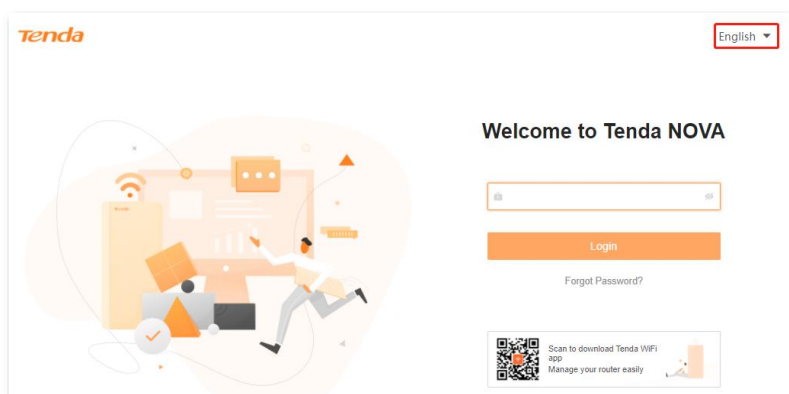 Tenda
English
Welcome to Tenda NOVA
Login
Forgot Password?
Scan to download Tenda WiFi
app
Manage your router easily